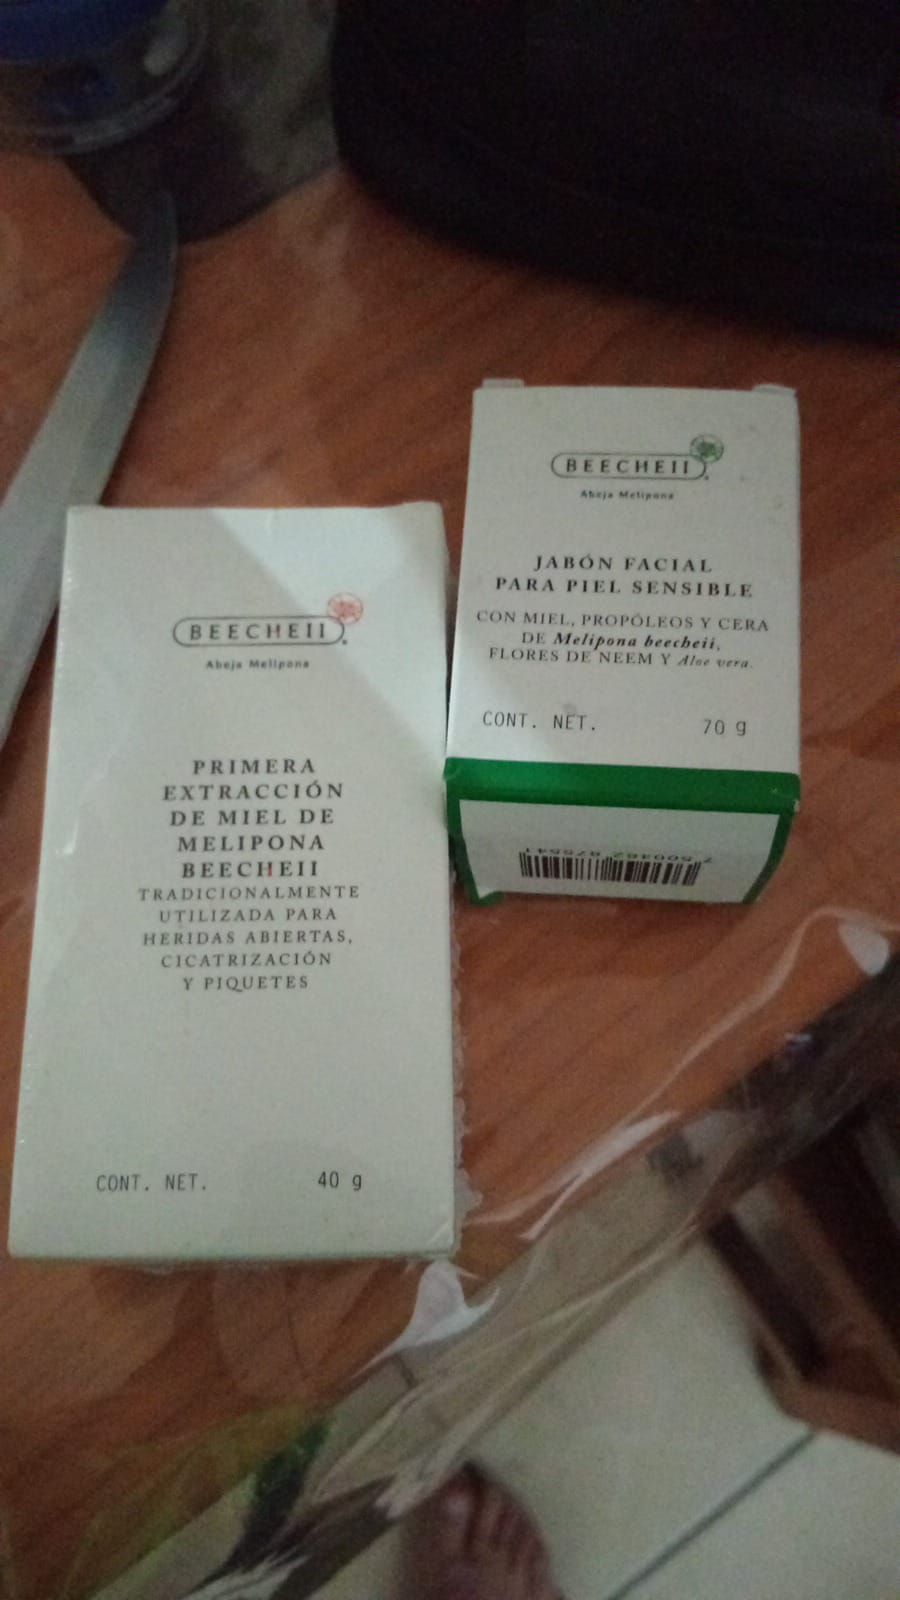 BEECHEII
Abeja Melipona
PRIMERA
EXTRACCIÓN
DE MIEL DE
MELIPONA
BEECHEII
TRADICIONALMENTE
UTILIZADA PARA
HERIDAS ABIERTAS,
CICATRIZACIÓN
Y PIQUETES
CONT. NET. 40 g
BEECHEII
Abeja Melipona
JABÓN FACIAL
PARA PIEL SENSIBLE
CON MIEL, PROPÓLEOS Y CERA
DE Melipona beecheii,
FLORES DE NEEM Y Aloe vera.
CONT. NET. 70 g